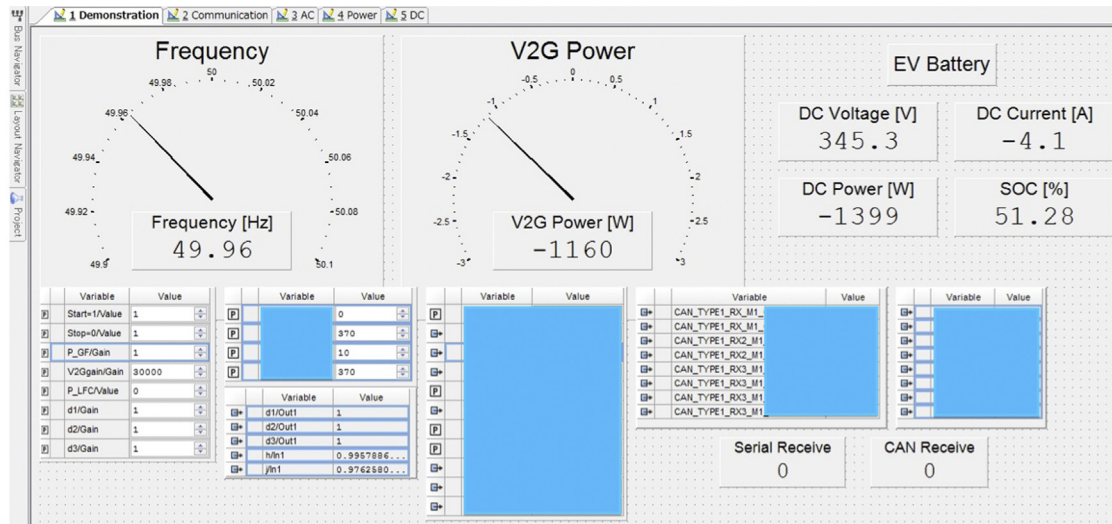 1 Demonstration 2 Communication 3 AC 4 Power 5 DC
Bus Navigator
Layout Navigator
Project
Frequency
49.9
49.92
49.94
49.96
49.98
50
50.02
50.04
50.06
50.08
50.1
Frequency [Hz]
49.96
V2G Power
-3
-2.5
-2
-1.5
-1
-0.5
0
0.5
1
1.5
2
2.5
3
V2G Power [W]
-1160
EV Battery
DC Voltage [V]
345.3
DC Current [A]
-4.1
DC Power [W]
-1399
SOC [%]
51.28
Variable Value
P Start=1/Value 1
P Stop=0/Value 1
P P_GF/Gain 1
P V2Ggain/Gain 30000
P P_LFC/Value 0
P d1/Gain 1
P d2/Gain 1
P d3/Gain 1
Variable Value
P 0
P 370
P 10
P 370
Variable Value
d1/Out1 1
d2/Out1 1
d3/Out1 1
h/In1 0.9957886...
j/In1 0.9762580...
Variable Value
P
P
P
P
Variable Value
CAN_TYPE1_RX_M1_
CAN_TYPE1_RX2_M1
CAN_TYPE1_RX2_M1
CAN_TYPE1_RX2_M1
CAN_TYPE1_RX3_M1
CAN_TYPE1_RX3_M1
CAN_TYPE1_RX3_M1
CAN_TYPE1_RX3_M1_
Variable Value
Serial Receive
0
CAN Receive
0